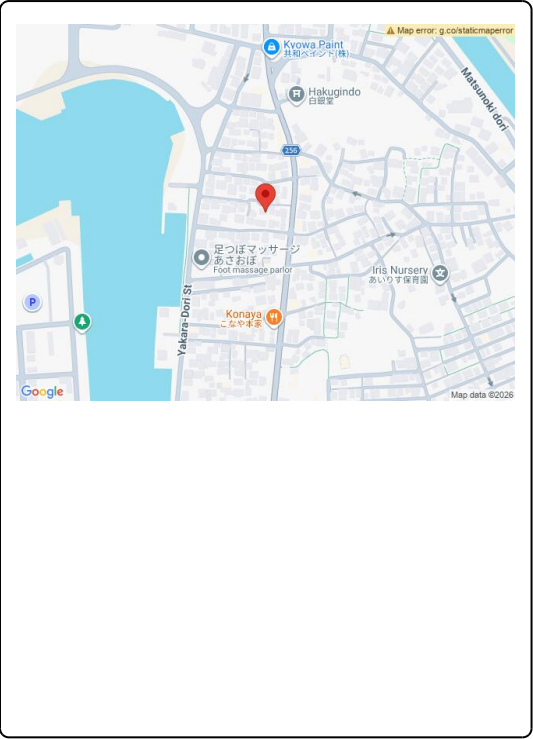 Map error: g.co/staticmaperror
Kyowa Paint
共和ペイント(株)
Matsunoki dori
Hakugindo
白銀堂
256
足つぼマッサージ
あさおぼ
Foot massage parlor
Iris Nursery
あいりす保育園
P
Yakara-Dori St
Konaya
こなや本家
Google
Map data ©2026